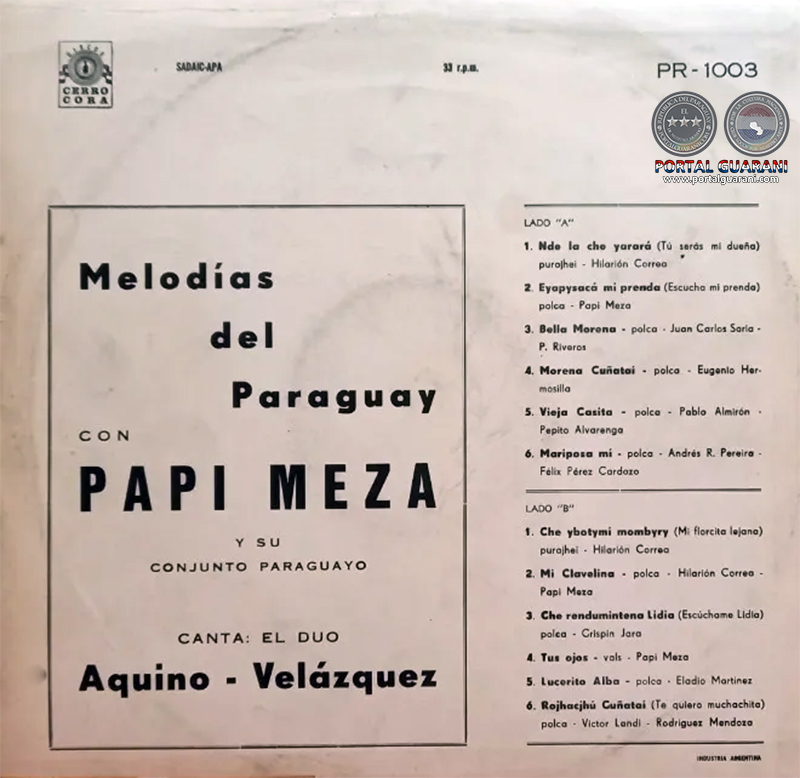 DISCOS
CERRO
CORA
SADAIC-APA
33 r.p.m.
PR-1003
PORTAL GUARANI
www.portalguarani.com
Melodías
del
Paraguay
CON
PAPI MEZA
Y SU
CONJUNTO PARAGUAYO
CANTA: EL DUO
Aquino - Velázquez
LADO "A"
1. Nde la che yarará (Tú serás mi dueña)
purajhei - Hilarión Correa
2. Eyapysacá mi prenda (Escucha mi prenda)
polca - Papi Meza
3. Bella Morena - polca - Juan Carlos Soria -
P. Riveros
4. Morena Cuñatai - polca - Eugenio Her-
mosilla
5. Vieja Casita - polca - Pablo Almirón -
Pepito Alvarenga
6. Mariposa mi - polca - Andrés R. Pereira -
Félix Pérez Cardozo
LADO "B"
1. Che ybotymi mombyry (Mi florcita lejana)
purajhei - Hilarión Correa
2. Mi Clavelina - polca - Hilarión Correa -
Papi Meza
3. Che rendumintena Lidia (Escúchame Lidia)
polca - Crispin Jara
4. Tus ojos - vals - Papi Meza
5. Lucerito Alba - polca - Eladio Martínez
6. Rojhacjhú Cuñatai (Te quiero muchachita)
polca - Víctor Landi - Rodríguez Mendoza
INDUSTRIA ARGENTINA